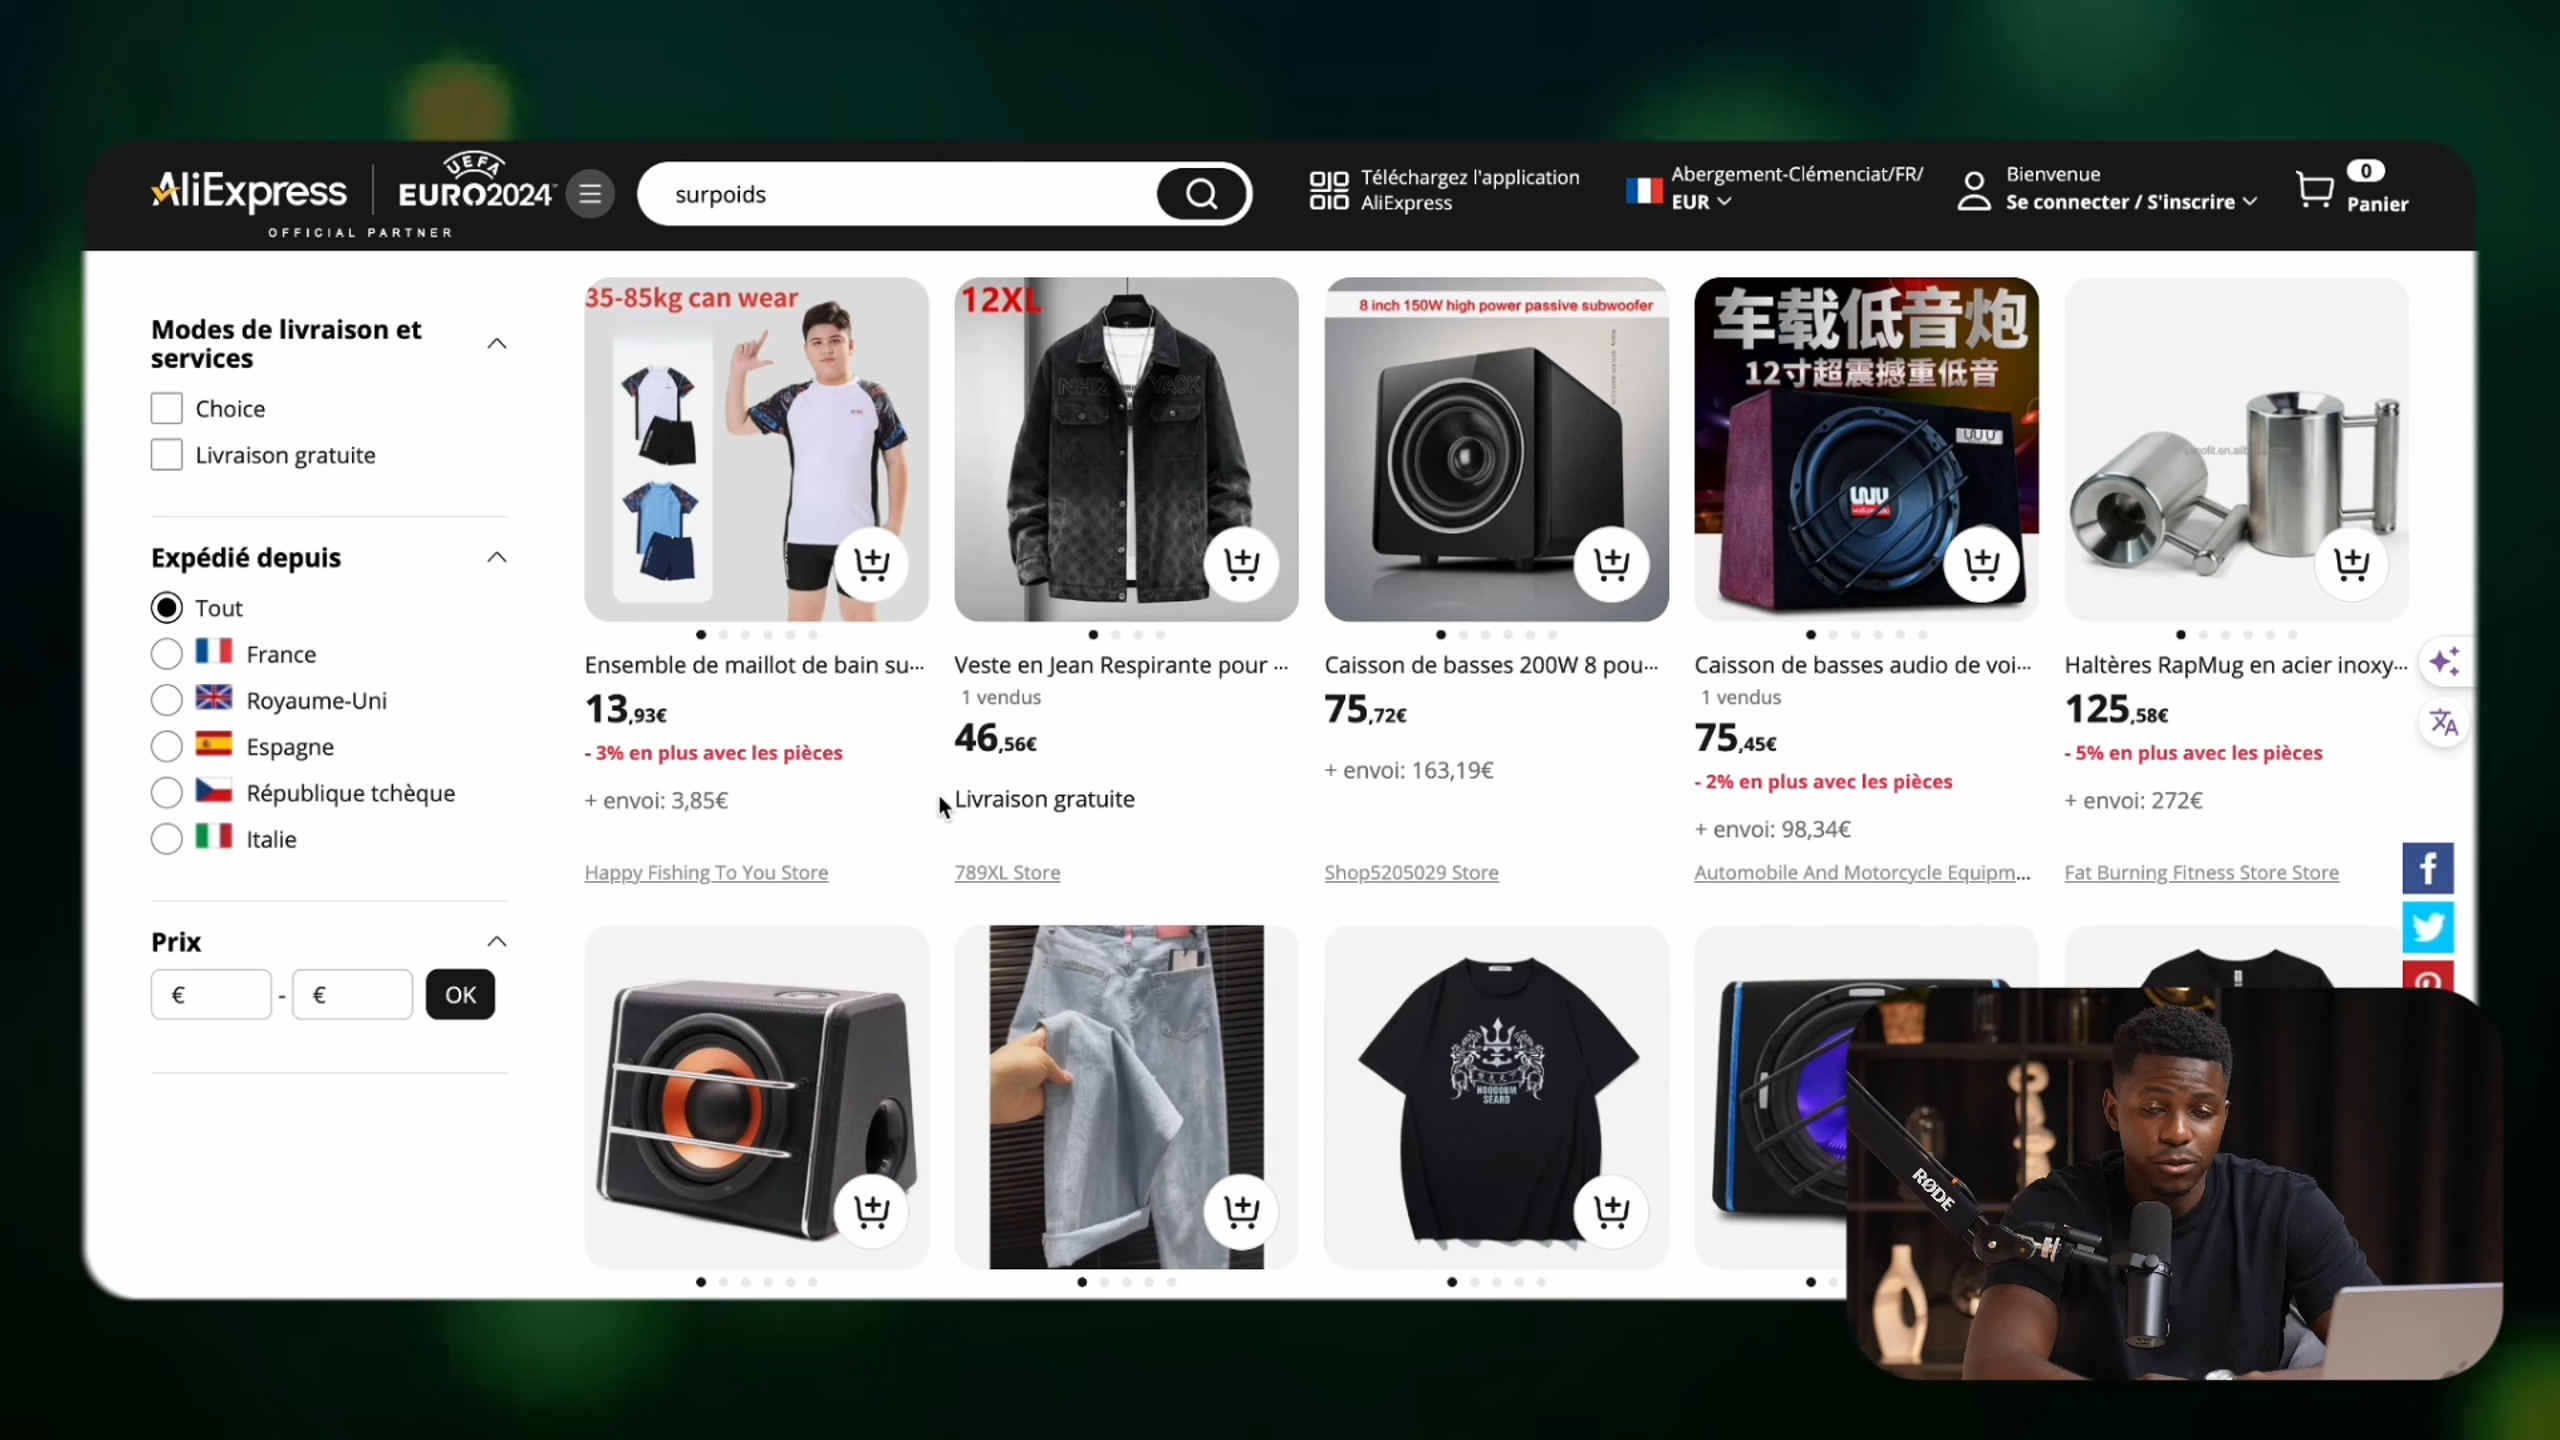 AliExpress
UEFA
EURO2024
OFFICIAL PARTNER
surpoids
Téléchargez l'application
AliExpress
Abergement-Clémenciat/FR/
EUR
Bienvenue
Se connecter / S'inscrire
0
Panier
Modes de livraison et
services
Choice
Livraison gratuite
Expédié depuis
Tout
France
Royaume-Uni
Espagne
République tchèque
Italie
Prix
€
-
€
OK
35-85kg can wear
Ensemble de maillot de bain su...
13,93€
- 3% en plus avec les pièces
+ envoi: 3,85€
Happy Fishing To You Store
12XL
Veste en Jean Respirante pour ...
1 vendus
46,56€
Livraison gratuite
789XL Store
8 inch 150W high power passive subwoofer
Caisson de basses 200W 8 pou...
75,72€
+ envoi: 163,19€
Shop5205029 Store
车载低音炮
12寸超震撼重低音
Caisson de basses audio de voi...
1 vendus
75,45€
- 2% en plus avec les pièces
+ envoi: 98,34€
Automobile And Motorcycle Equipm...
Haltères RapMug en acier inoxy...
125,58€
- 5% en plus avec les pièces
+ envoi: 272€
Fat Burning Fitness Store Store
HOOOOUM
SEARD
RØDE